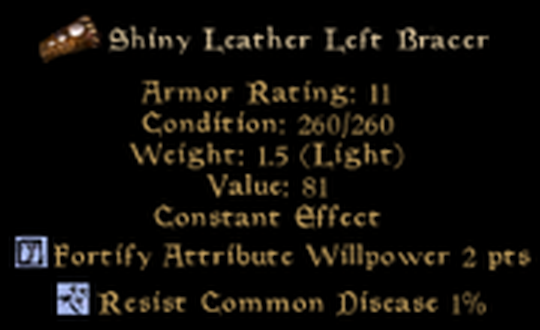 Shiny Leather Left Bracer
Armor Rating: 11
Condition: 260/260
Weight: 1.5 (Light)
Value: 81
Constant Effect
Fortify Attribute Willpower 2 pts
Resist Common Disease 1%